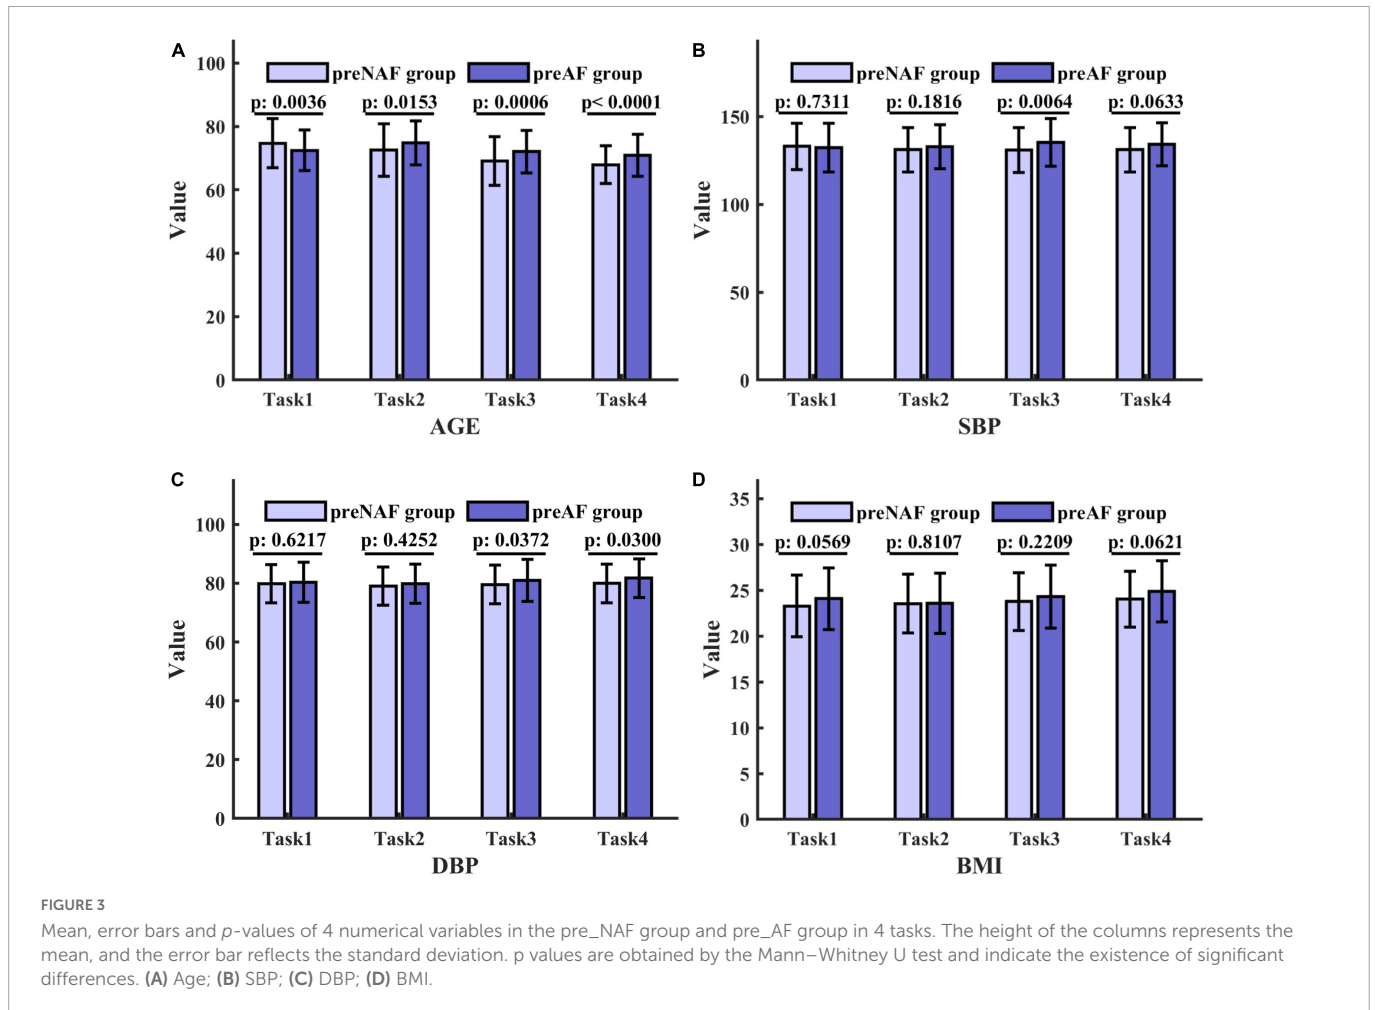 A
preNAF group preAF group
p: 0.0036 p: 0.0153 p: 0.0006 p< 0.0001
100
80
60
40
20
0
Value
Task1 Task2 Task3 Task4
AGE
B
preNAF group preAF group
p: 0.7311 p: 0.1816 p: 0.0064 p: 0.0633
150
100
50
0
Value
Task1 Task2 Task3 Task4
SBP
C
preNAF group preAF group
p: 0.6217 p: 0.4252 p: 0.0372 p: 0.0300
100
80
60
40
20
0
Value
Task1 Task2 Task3 Task4
DBP
D
preNAF group preAF group
p: 0.0569 p: 0.8107 p: 0.2209 p: 0.0621
35
30
25
20
15
10
5
0
Value
Task1 Task2 Task3 Task4
BMI
FIGURE 3
Mean, error bars and p-values of 4 numerical variables in the pre_NAF group and pre_AF group in 4 tasks. The height of the columns represents the
mean, and the error bar reflects the standard deviation. p values are obtained by the Mann–Whitney U test and indicate the existence of significant
differences. (A) Age; (B) SBP; (C) DBP; (D) BMI.